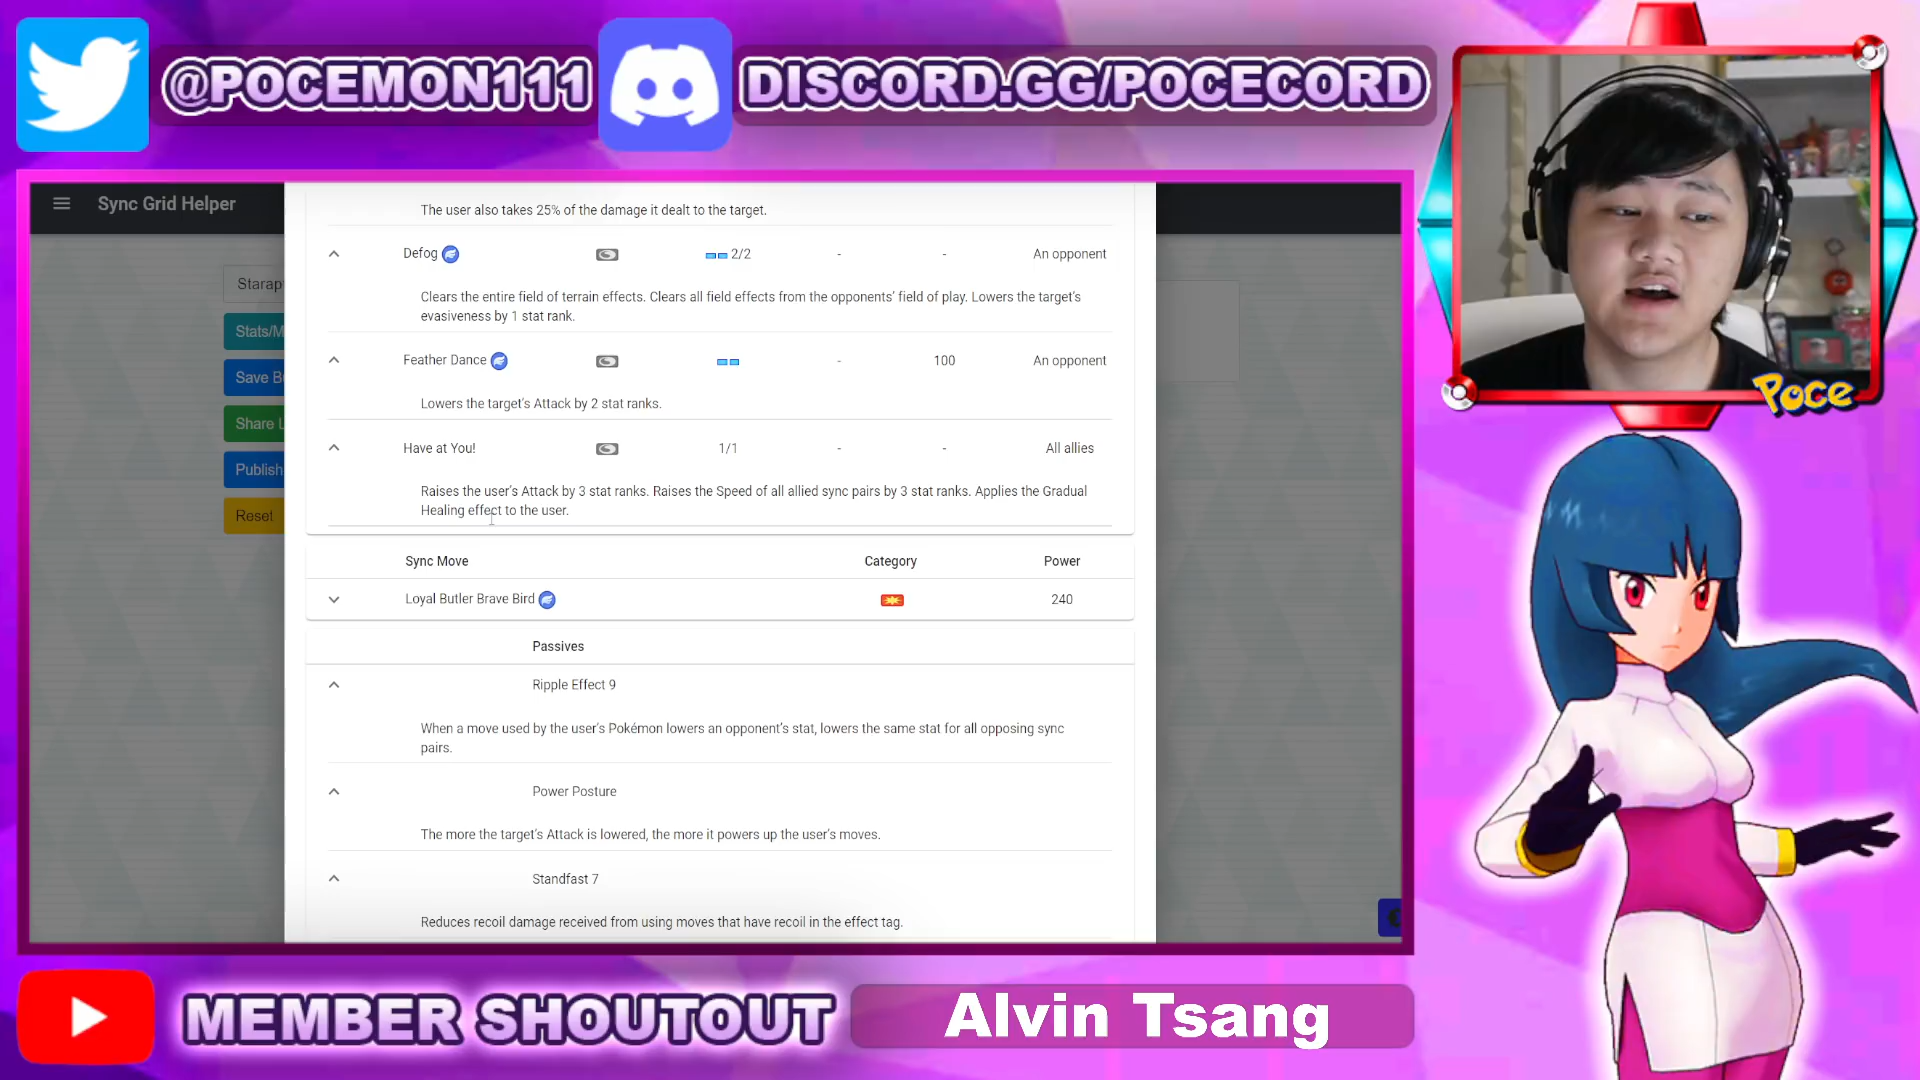 @POCEMON111
DISCORD.GG/POCECORD
Sync Grid Helper
Starap
Stats/M
Save B
Share L
Publish
Reset
The user also takes 25% of the damage it dealt to the target.
Defog 2/2 - - An opponent
Clears the entire field of terrain effects. Clears all field effects from the opponents' field of play. Lowers the target's
evasiveness by 1 stat rank.
Feather Dance - 100 An opponent
Lowers the target's Attack by 2 stat ranks.
Have at You! 1/1 - - All allies
Raises the user's Attack by 3 stat ranks. Raises the Speed of all allied sync pairs by 3 stat ranks. Applies the Gradual
Healing effect to the user.
Sync Move Category Power
Loyal Butler Brave Bird 240
Passives
Ripple Effect 9
When a move used by the user's Pokémon lowers an opponent's stat, lowers the same stat for all opposing sync
pairs.
Power Posture
The more the target's Attack is lowered, the more it powers up the user's moves.
Standfast 7
Reduces recoil damage received from using moves that have recoil in the effect tag.
Poce
MEMBER SHOUTOUT
Alvin Tsang